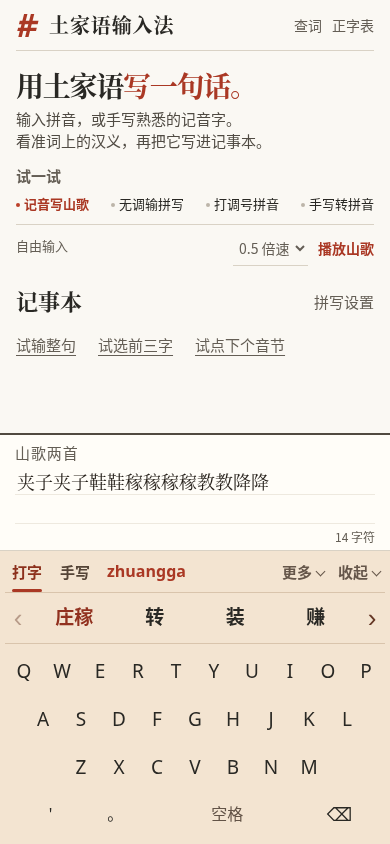 # 土家语输入法 查词 正字表
用土家语写一句话。
输入拼音，或手写熟悉的记音字。
看准词上的汉义，再把它写进记事本。
试一试
记音写山歌 无调输拼写 打调号拼音 手写转拼音
自由输入 0.5 倍速 播放山歌
记事本 拼写设置
试输整句 试选前三字 试点下个音节
山歌两首
夹子夹子鞋鞋稼稼稼稼教教降降
14 字符
打字 手写 zhuangga 更多 收起
‹ 庄稼 转 装 赚 ›
Q W E R T Y U I O P
A S D F G H J K L
Z X C V B N M
' 。 空格 ⌫